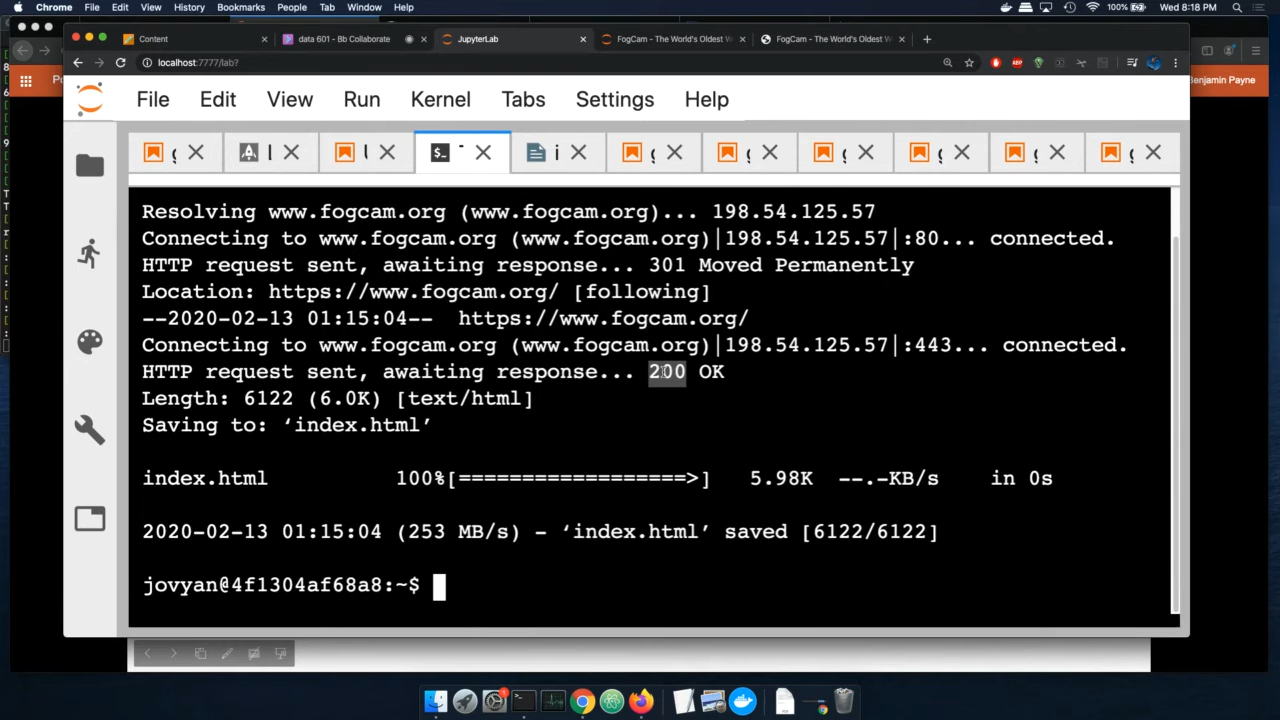 Chrome File Edit View History Bookmarks People Tab Window Help 100% Wed 8:18 PM
Content data 601 - Bb Collaborate JupyterLab FogCam - The World's Oldest W FogCam - The World's Oldest W
localhost:7777/lab?
Benjamin Payne
File Edit View Run Kernel Tabs Settings Help
Resolving www.fogcam.org (www.fogcam.org)... 198.54.125.57
Connecting to www.fogcam.org (www.fogcam.org)|198.54.125.57|:80... connected.
HTTP request sent, awaiting response... 301 Moved Permanently
Location: https://www.fogcam.org/ [following]
--2020-02-13 01:15:04--  https://www.fogcam.org/
Connecting to www.fogcam.org (www.fogcam.org)|198.54.125.57|:443... connected.
HTTP request sent, awaiting response... 200 OK
Length: 6122 (6.0K) [text/html]
Saving to: ‘index.html’
index.html 100%[==================>] 5.98K --.-KB/s in 0s
2020-02-13 01:15:04 (253 MB/s) - ‘index.html’ saved [6122/6122]
jovyan@4f1304af68a8:~$